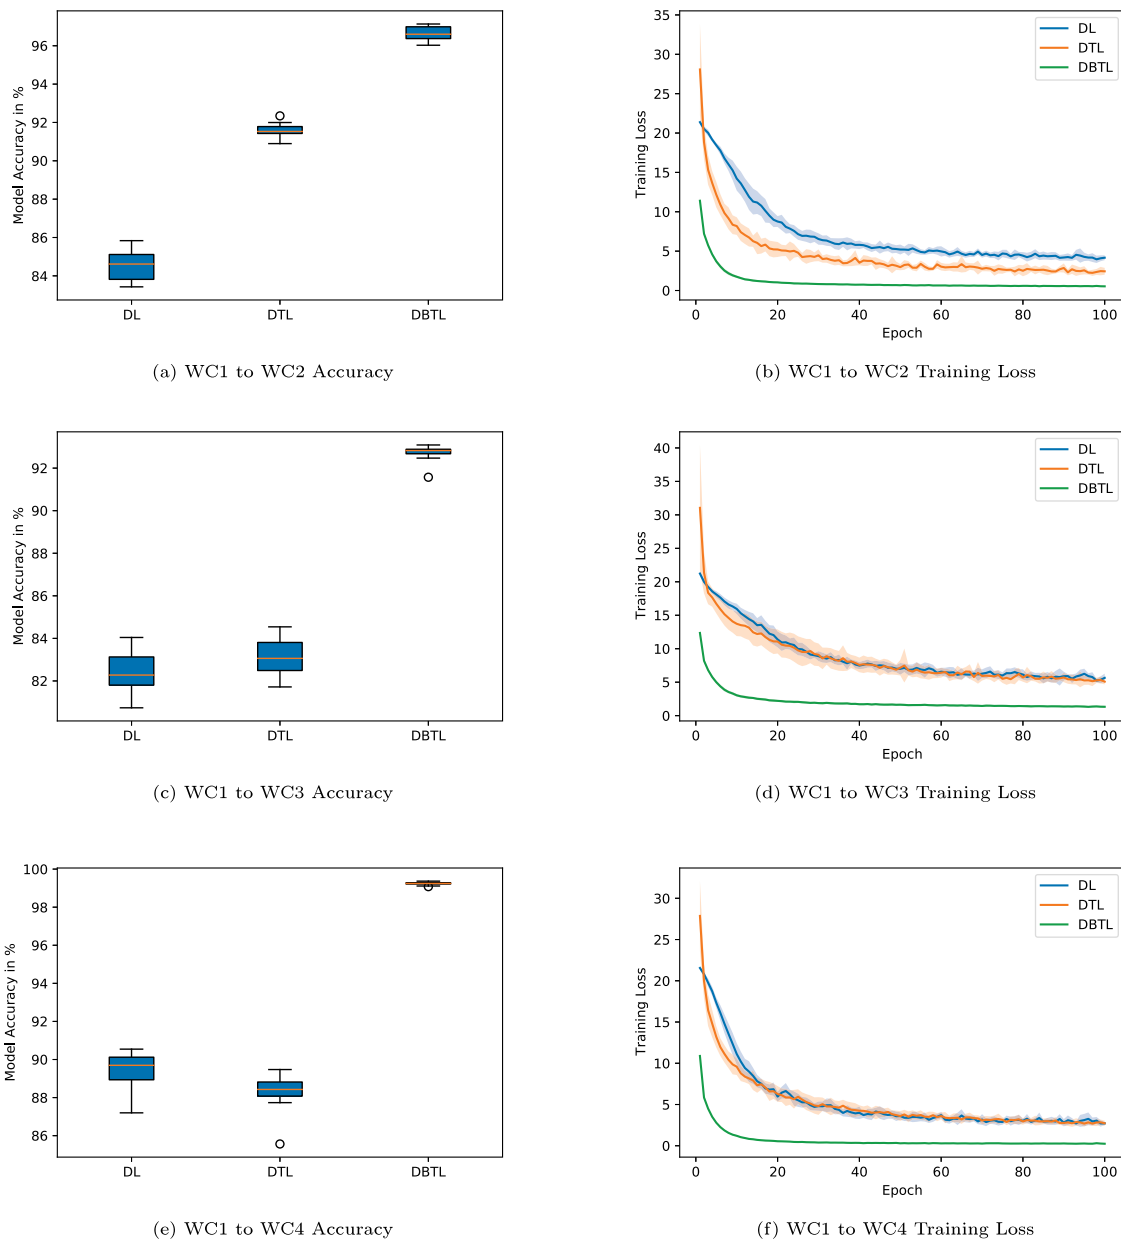 Model Accuracy in %
96
94
92
90
88
86
84
DL
DTL
DBTL
(a) WC1 to WC2 Accuracy
Training Loss
35
30
25
20
15
10
5
0
0 20 40 60 80 100
Epoch
DL
DTL
DBTL
(b) WC1 to WC2 Training Loss
Model Accuracy in %
92
90
88
86
84
82
DL
DTL
DBTL
(c) WC1 to WC3 Accuracy
Training Loss
40
35
30
25
20
15
10
5
0
0 20 40 60 80 100
Epoch
DL
DTL
DBTL
(d) WC1 to WC3 Training Loss
Model Accuracy in %
100
98
96
94
92
90
88
86
DL
DTL
DBTL
(e) WC1 to WC4 Accuracy
Training Loss
30
25
20
15
10
5
0
0 20 40 60 80 100
Epoch
DL
DTL
DBTL
(f) WC1 to WC4 Training Loss